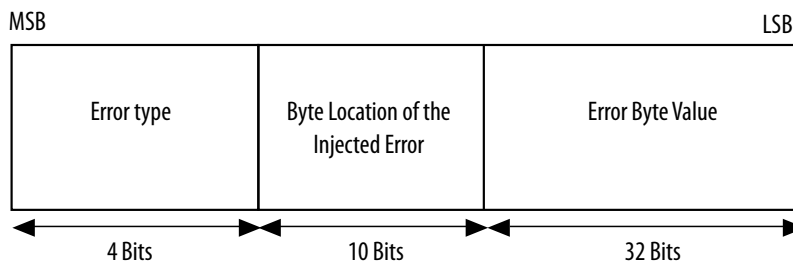 MSB
LSB
Error type
Byte Location of the
Injected Error
Error Byte Value
4 Bits
10 Bits
32 Bits